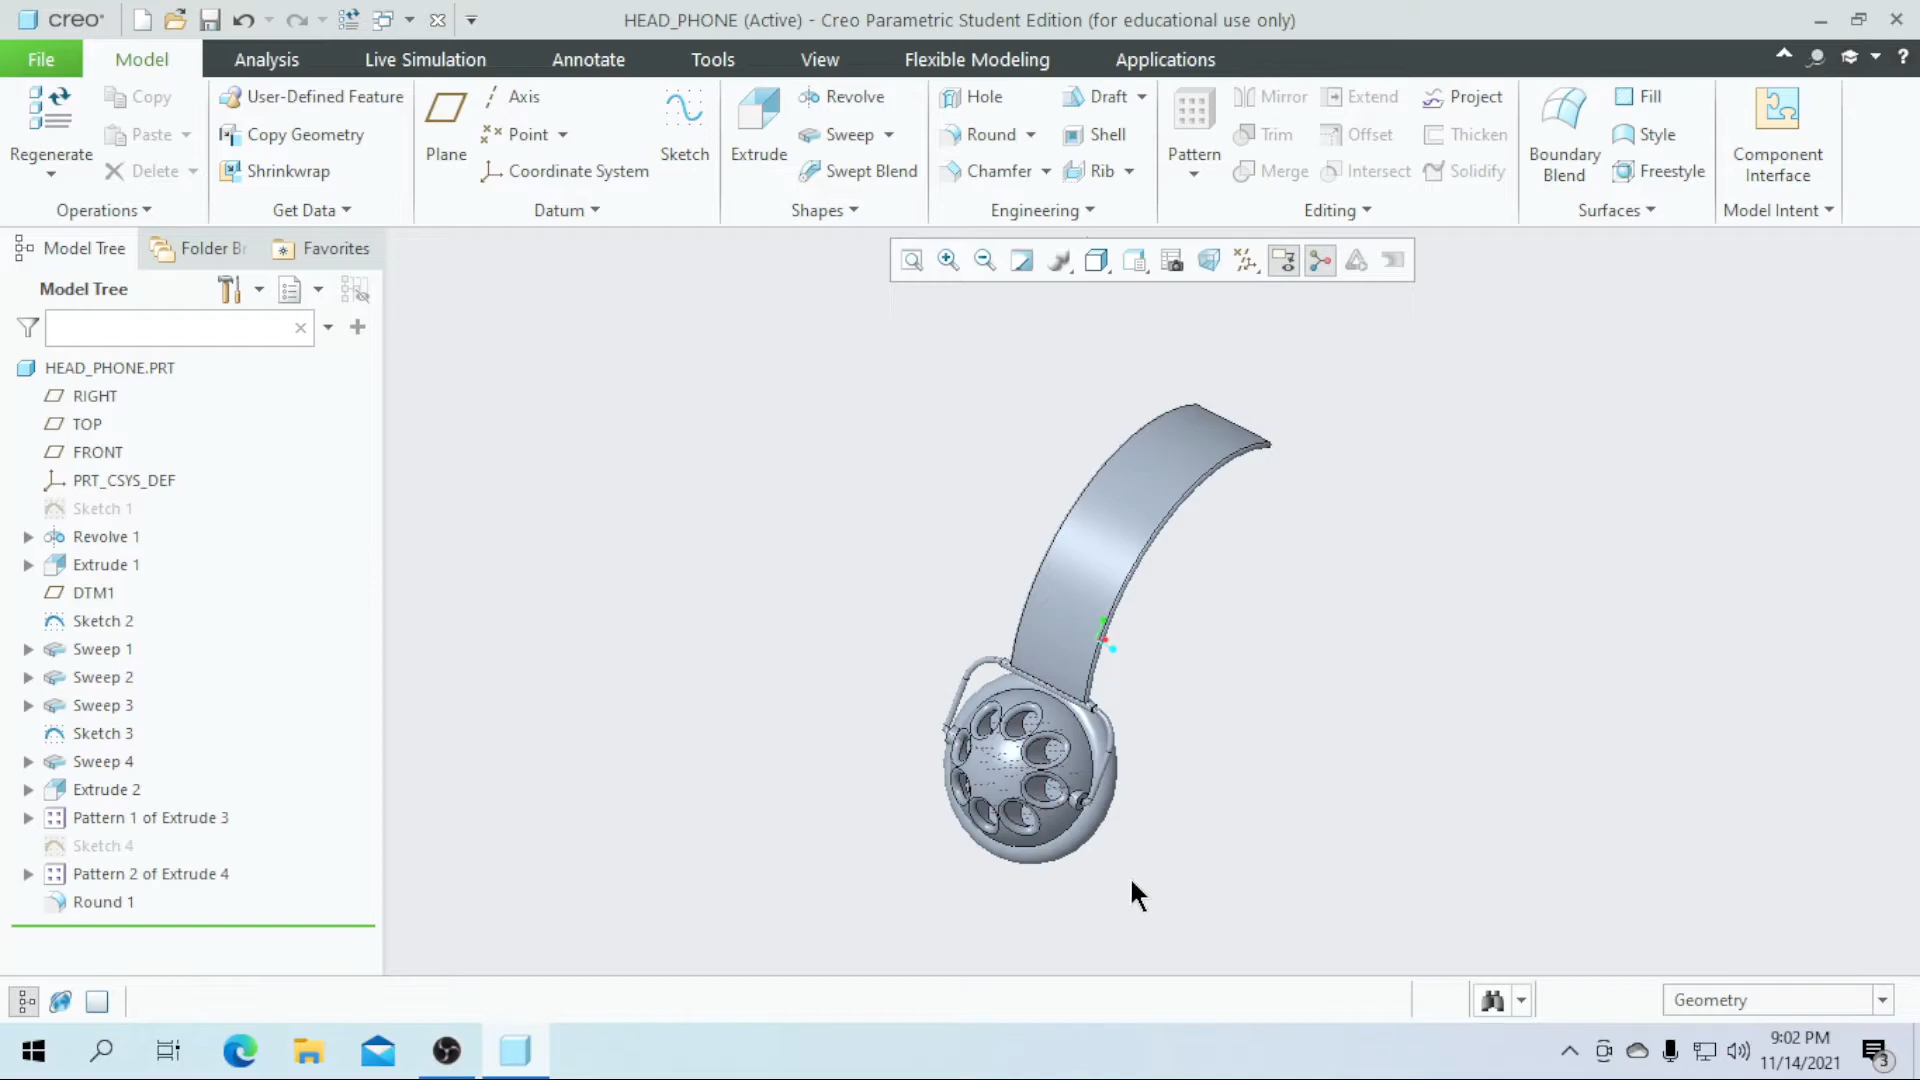 creo®
HEAD_PHONE (Active) - Creo Parametric Student Edition (for educational use only)
File Model Analysis Live Simulation Annotate Tools View Flexible Modeling Applications
Regenerate
Copy
Paste
Delete
Operations
User-Defined Feature
Copy Geometry
Shrinkwrap
Get Data
Plane
Axis
Point
Coordinate System
Sketch
Datum
Extrude
Revolve
Sweep
Swept Blend
Shapes
Hole
Round
Chamfer
Draft
Shell
Rib
Engineering
Pattern
Mirror
Trim
Merge
Extend
Offset
Intersect
Project
Thicken
Solidify
Editing
Boundary
Blend
Fill
Style
Freestyle
Surfaces
Component
Interface
Model Intent
Model Tree Folder Br Favorites
Model Tree
HEAD_PHONE.PRT
RIGHT
TOP
FRONT
PRT_CSYS_DEF
Sketch 1
Revolve 1
Extrude 1
DTM1
Sketch 2
Sweep 1
Sweep 2
Sweep 3
Sketch 3
Sweep 4
Extrude 2
Pattern 1 of Extrude 3
Sketch 4
Pattern 2 of Extrude 4
Round 1
Geometry
9:02 PM
11/14/2021
3